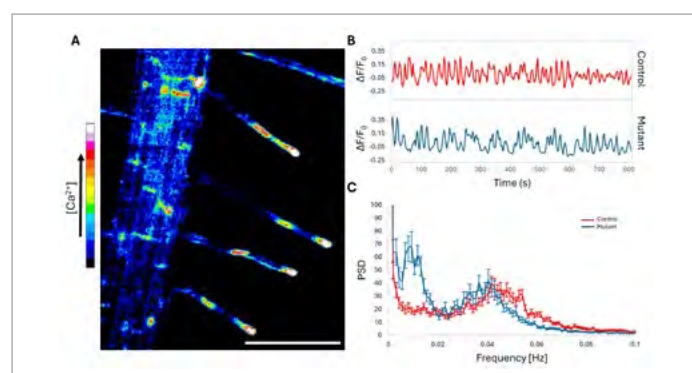 A
[Ca²⁺]
B
ΔF/F₀
0.35
0.15
-0.05
-0.25
Control
ΔF/F₀
0.35
0.15
-0.05
-0.25
Mutant
0 100 200 300 400 500 600 700 800
Time (s)
C
PSD
100
90
80
70
60
50
40
30
20
10
0
Control
Mutant
0 0.02 0.04 0.06 0.08 0.1
Frequency [Hz]